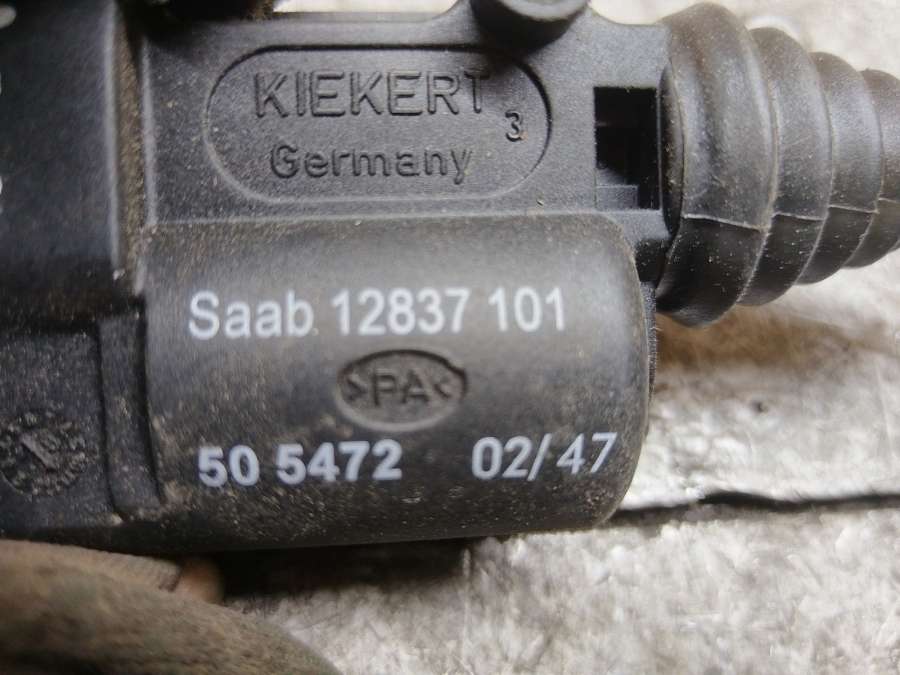 KIEKERT
3
Germany
Saab 12837 101
>PA<
50 5472 02/47